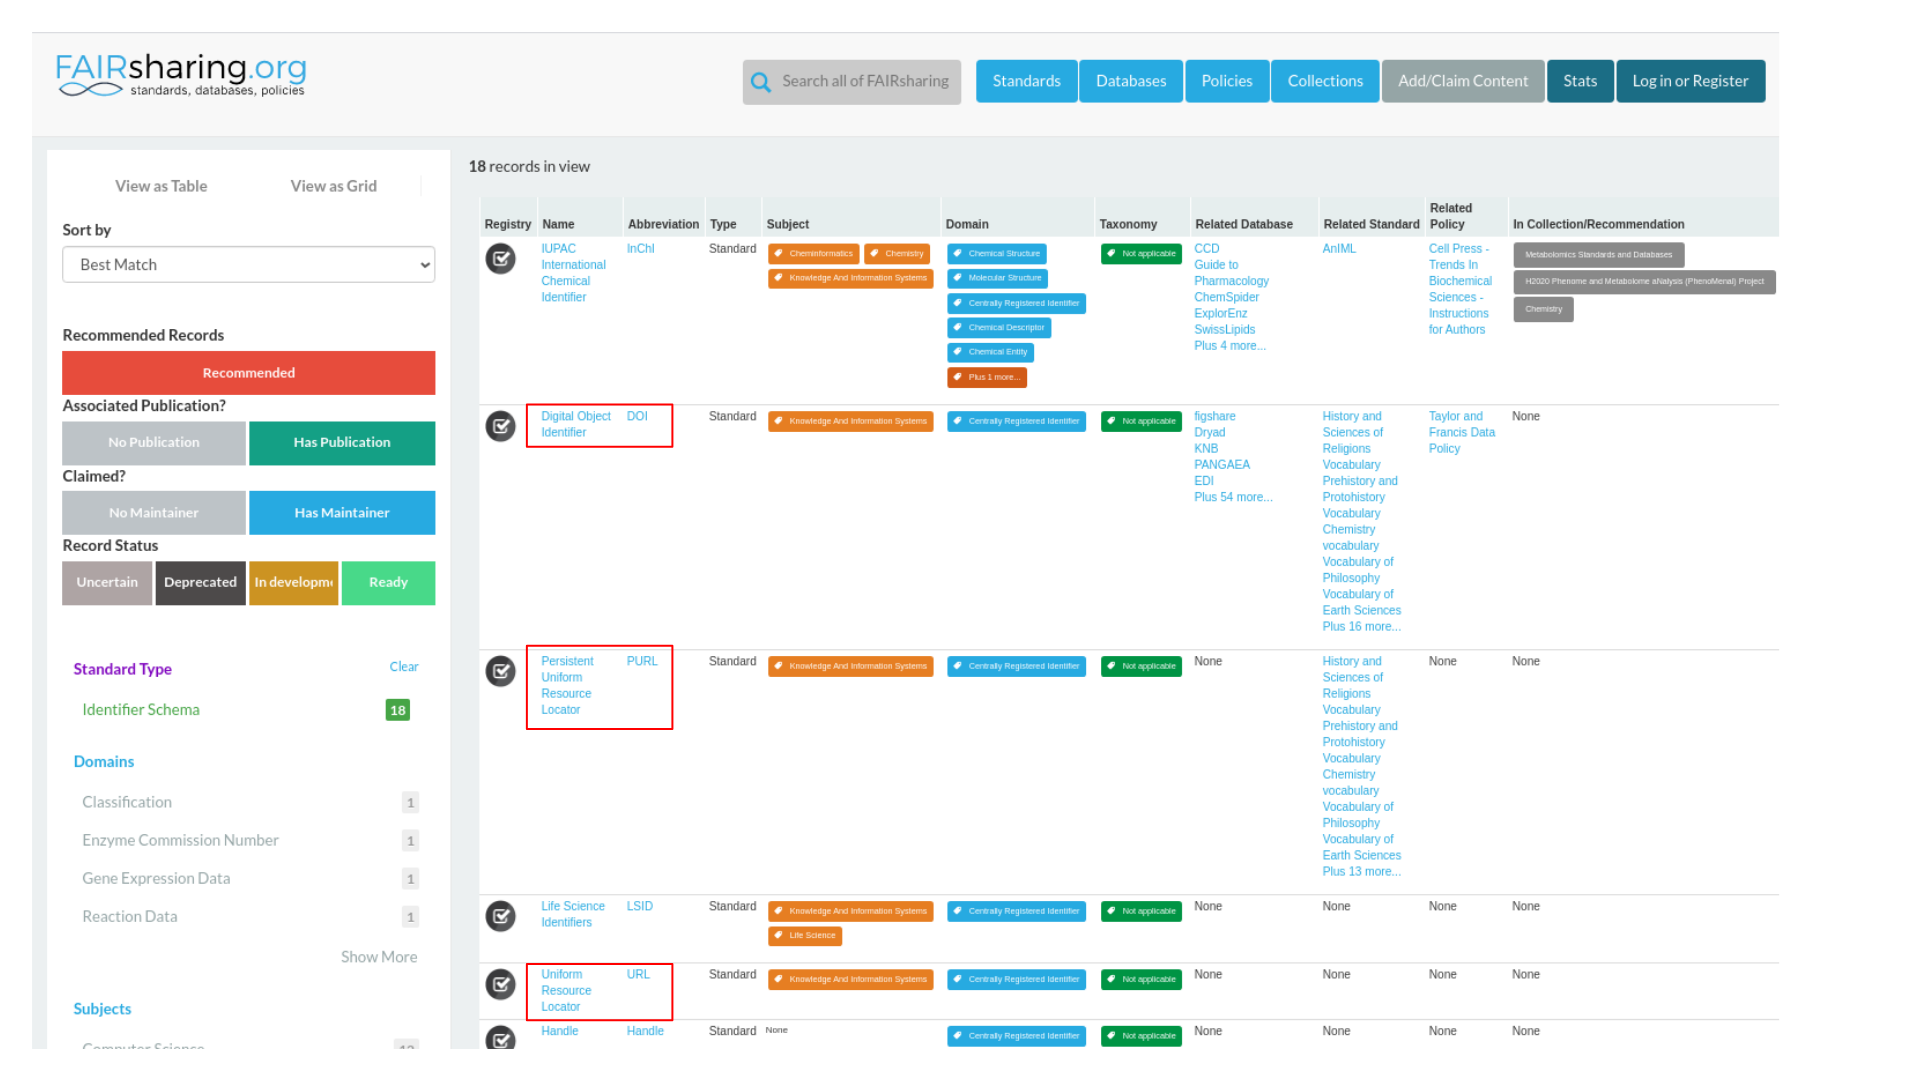 FAIRsharing.org
standards, databases, policies
Search all of FAIRsharing
Standards
Databases
Policies
Collections
Add/Claim Content
Stats
Log in or Register
View as Table
View as Grid
Sort by
Best Match
Recommended Records
Recommended
Associated Publication?
No Publication
Has Publication
Claimed?
No Maintainer
Has Maintainer
Record Status
Uncertain
Deprecated
In developm
Ready
Standard Type
Clear
Identifier Schema
18
Domains
Classification
1
Enzyme Commission Number
1
Gene Expression Data
1
Reaction Data
1
Show More
Subjects
Computer Science
18 records in view
Registry
Name
Abbreviation
Type
Subject
Domain
Taxonomy
Related Database
Related Standard
Related
Policy
In Collection/Recommendation
IUPAC
International
Chemical
Identifier
InChI
Standard
Cheminformatics
Chemistry
Knowledge And Information Systems
Chemical Structure
Molecular Structure
Centrally Registered Identifier
Chemical Descriptor
Chemical Entity
Plus 1 more...
Not applicable
CCD
Guide to
Pharmacology
ChemSpider
ExplorEnz
SwissLipids
Plus 4 more...
AnIML
Cell Press -
Trends In
Biochemical
Sciences -
Instructions
for Authors
Metabolomics Standards and Databases
H2020 Phenome and Metabolome aNalysis (PhenoMenal) Project
Chemistry
Digital Object
Identifier
DOI
Standard
Knowledge And Information Systems
Centrally Registered Identifier
Not applicable
figshare
Dryad
KNB
PANGAEA
EDI
Plus 54 more...
History and
Sciences of
Religions
Vocabulary
Prehistory and
Protohistory
Vocabulary
Chemistry
vocabulary
Vocabulary of
Philosophy
Vocabulary of
Earth Sciences
Plus 16 more...
Taylor and
Francis Data
Policy
None
Persistent
Uniform
Resource
Locator
PURL
Standard
Knowledge And Information Systems
Centrally Registered Identifier
Not applicable
None
History and
Sciences of
Religions
Vocabulary
Prehistory and
Protohistory
Vocabulary
Chemistry
vocabulary
Vocabulary of
Philosophy
Vocabulary of
Earth Sciences
Plus 13 more...
None
None
Life Science
Identifiers
LSID
Standard
Knowledge And Information Systems
Life Science
Centrally Registered Identifier
Not applicable
None
None
None
None
Uniform
Resource
Locator
URL
Standard
Knowledge And Information Systems
Centrally Registered Identifier
Not applicable
None
None
None
None
Handle
Handle
Standard
None
Centrally Registered Identifier
Not applicable
None
None
None
None